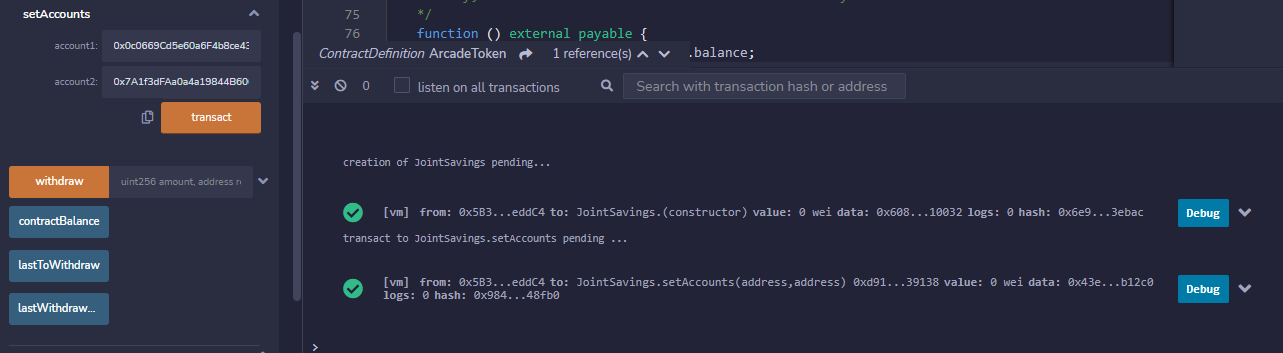 setAccounts
account1: 0x0c0669Cd5e60a6F4b8ce43
account2: 0x7A1f3dFAa0a4a19844B60
transact
withdraw uint256 amount, address r
contractBalance
lastToWithdraw
lastWithdraw...
75 */
76 function () external payable {
ContractDefinition ArcadeToken 1 reference(s) .balance;
0 listen on all transactions Search with transaction hash or address
creation of JointSavings pending...
[vm] from: 0x5B3...eddC4 to: JointSavings.(constructor) value: 0 wei data: 0x608...10032 logs: 0 hash: 0x6e9...3ebac Debug
transact to JointSavings.setAccounts pending ...
[vm] from: 0x5B3...eddC4 to: JointSavings.setAccounts(address,address) 0xd91...39138 value: 0 wei data: 0x43e...b12c0 Debug
logs: 0 hash: 0x984...48fb0
>